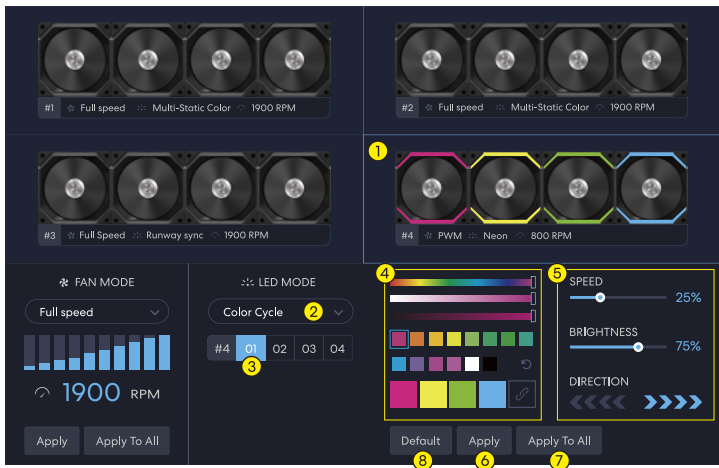 #1 Full speed Multi-Static Color 1900 RPM
#2 Full speed Multi-Static Color 1900 RPM
1
#3 Full Speed Runway sync 1900 RPM
#4 PWM Neon 800 RPM
FAN MODE
Full speed
1900 RPM
Apply Apply To All
LED MODE
Color Cycle 2
#4 01 02 03 04
3
4
5
SPEED
25%
BRIGHTNESS
75%
DIRECTION
Default Apply Apply To All
8 6 7